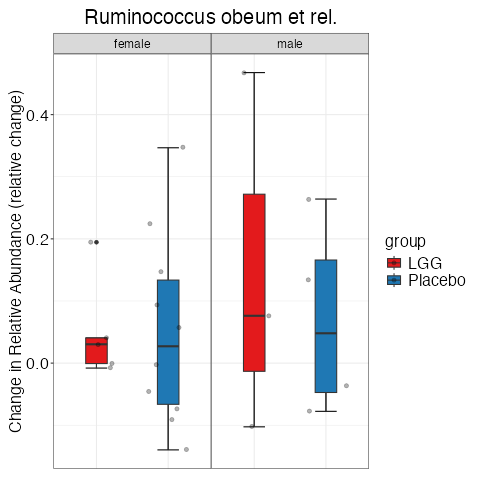 Ruminococcus obeum et rel.
female
male
Change in Relative Abundance (relative change)
0.4
0.2
0.0
group
LGG
Placebo